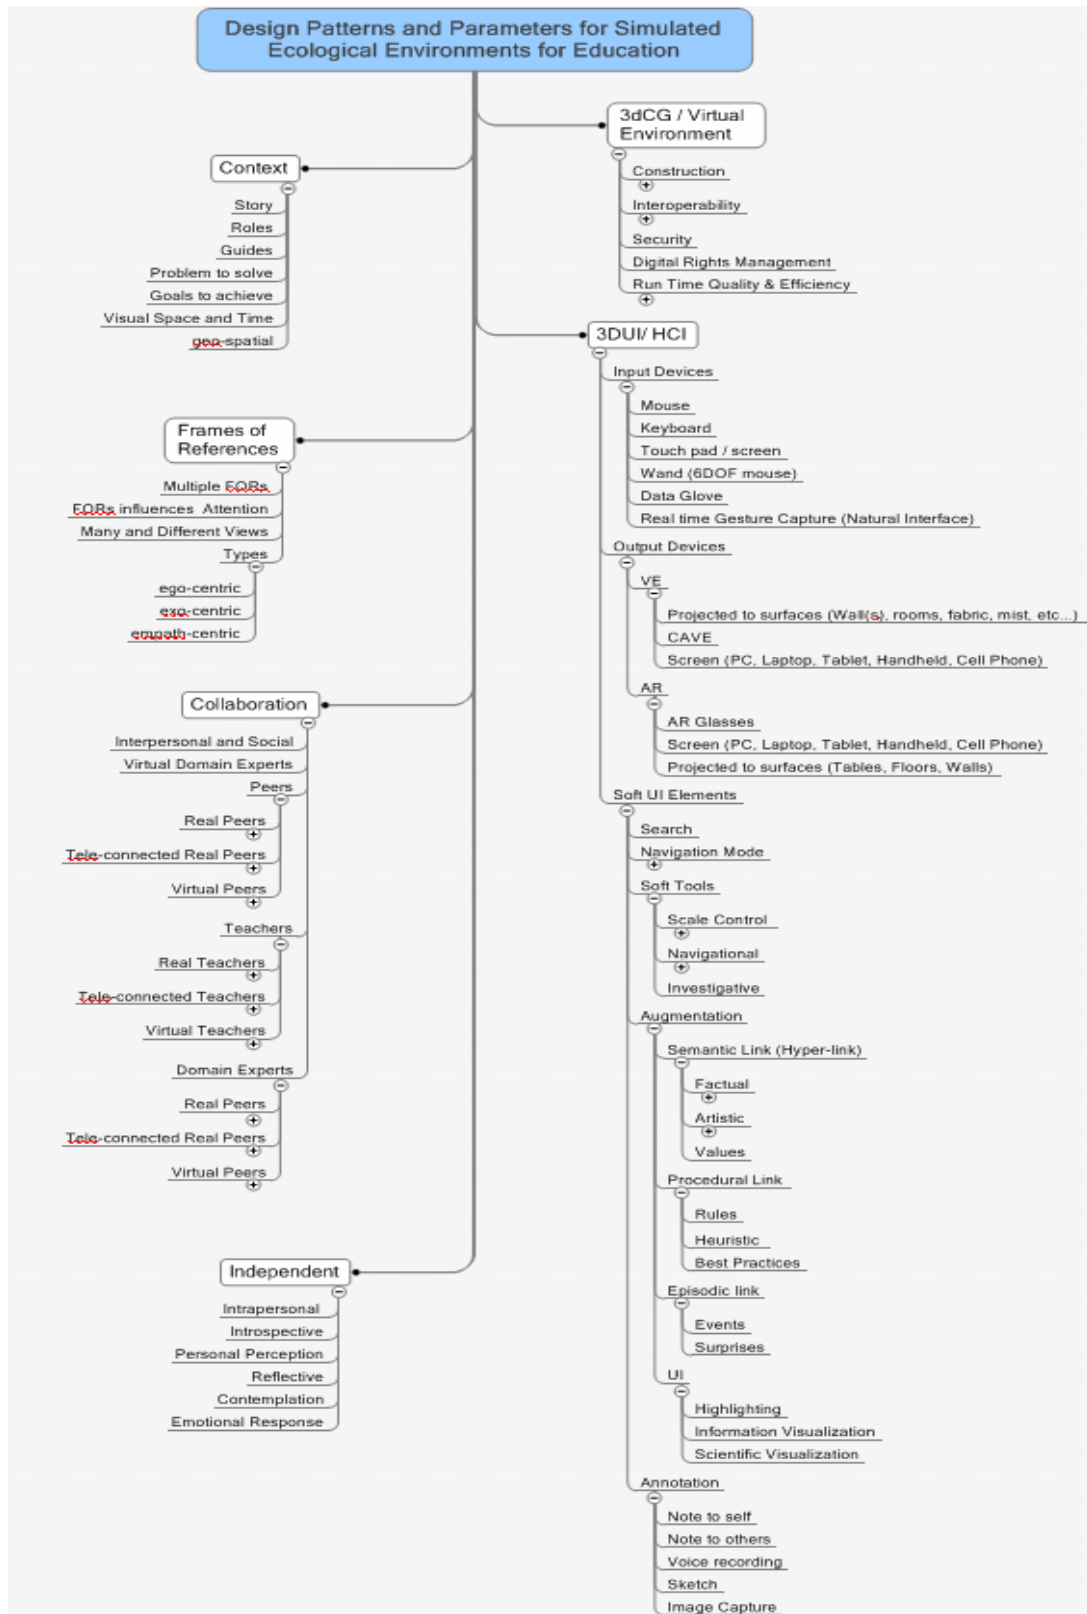 Design Patterns and Parameters for Simulated
Ecological Environments for Education
Context
Story
Roles
Guides
Problem to solve
Goals to achieve
Visual Space and Time
geo-spatial
Frames of
References
Multiple FORs
FORs influences Attention
Many and Different Views
Types
ego-centric
exo-centric
empath-centric
Collaboration
Interpersonal and Social
Virtual Domain Experts
Peers
Real Peers
Tele-connected Real Peers
Virtual Peers
Teachers
Real Teachers
Tele-connected Teachers
Virtual Teachers
Domain Experts
Real Peers
Tele-connected Real Peers
Virtual Peers
Independent
Intrapersonal
Introspective
Personal Perception
Reflective
Contemplation
Emotional Response
3dCG / Virtual
Environment
Construction
Interoperability
Security
Digital Rights Management
Run Time Quality & Efficiency
3DUI/ HCI
Input Devices
Mouse
Keyboard
Touch pad / screen
Wand (6DOF mouse)
Data Glove
Real time Gesture Capture (Natural Interface)
Output Devices
VE
Projected to surfaces (Wall(s), rooms, fabric, mist, etc...)
CAVE
Screen (PC, Laptop, Tablet, Handheld, Cell Phone)
AR
AR Glasses
Screen (PC, Laptop, Tablet, Handheld, Cell Phone)
Projected to surfaces (Tables, Floors, Walls)
Soft UI Elements
Search
Navigation Mode
Soft Tools
Scale Control
Navigational
Investigative
Augmentation
Semantic Link (Hyper-link)
Factual
Artistic
Values
Procedural Link
Rules
Heuristic
Best Practices
Episodic link
Events
Surprises
UI
Highlighting
Information Visualization
Scientific Visualization
Annotation
Note to self
Note to others
Voice recording
Sketch
Image Capture